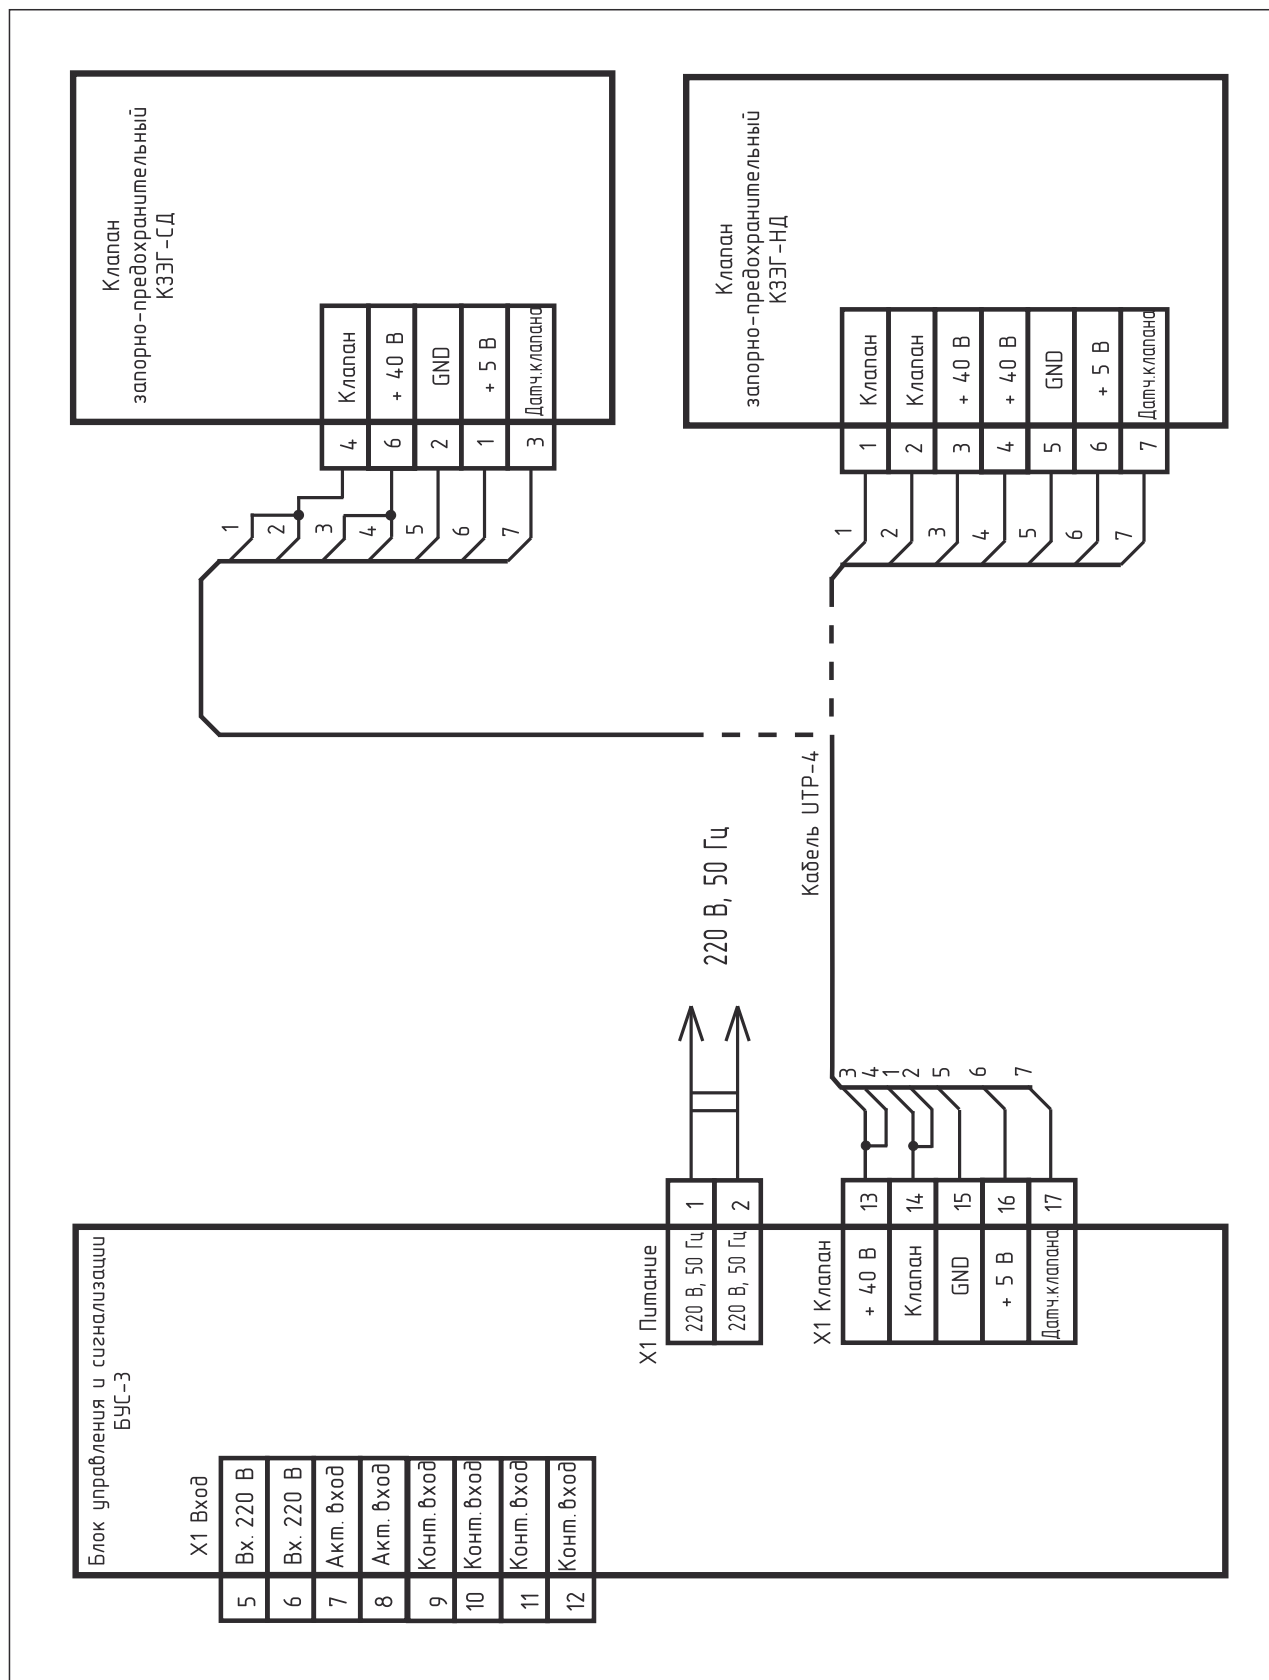 Блок управления и сигнализации
БУС-3
X1 Вход
5 Вх. 220 В
6 Вх. 220 В
7 Акт. вход
8 Акт. вход
9 Конт. вход
10 Конт. вход
11 Конт. вход
12 Конт. вход
X1 Питание
220 В, 50 Гц 1
220 В, 50 Гц 2
220 В, 50 Гц
X1 Клапан
+ 40 В 13
Клапан 14
GND 15
+ 5 В 16
Датч.клапана 17
3
4
1
2
5
6
7
Кабель UTP-4
Клапан
запорно-предохранительный
КЗЭГ-СД
1
2
3
4
5
6
7
4 Клапан
6 + 40 В
2 GND
1 + 5 В
3 Датч.клапана
Клапан
запорно-предохранительный
КЗЭГ-НД
1
2
3
4
5
6
7
1 Клапан
2 Клапан
3 + 40 В
4 + 40 В
5 GND
6 + 5 В
7 Датч.клапана